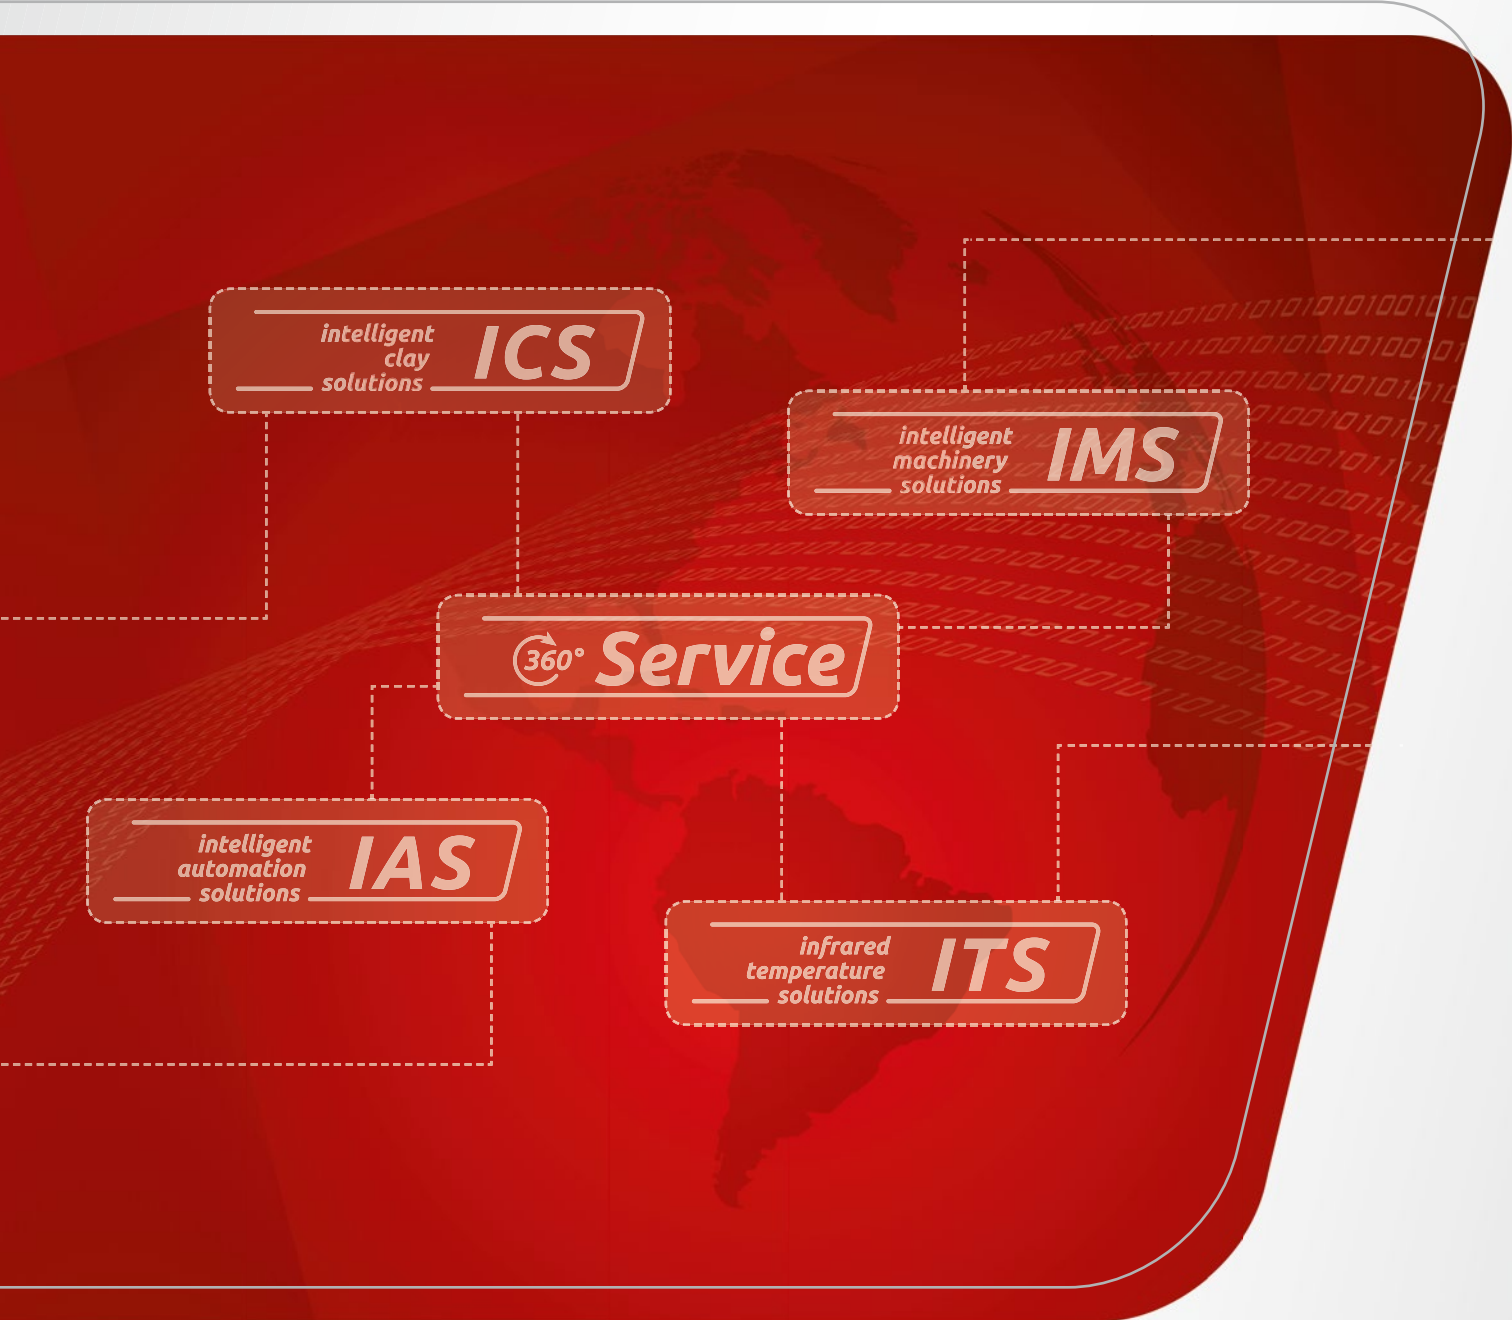 intelligent
clay
solutions
ICS
intelligent
machinery
solutions
IMS
360°
Service
intelligent
automation
solutions
IAS
infrared
temperature
solutions
ITS